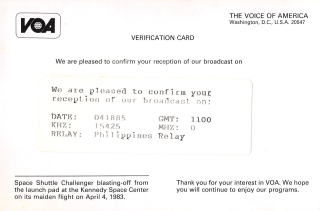 VOA
THE VOICE OF AMERICA
Washington, D.C., U.S.A. 20547
VERIFICATION CARD
We are pleased to confirm your reception of our broadcast on
We are pleased to confirm your
reception of our broadcast on:
DATE: 041885 GMT: 1100
KHZ: 15425 MHZ: 0
RELAY: Philippines Relay
Space Shuttle Challenger blasting-off from
the launch pad at the Kennedy Space Center
on its maiden flight on April 4, 1983.
Thank you for your interest in VOA. We hope
you will continue to enjoy our programs.